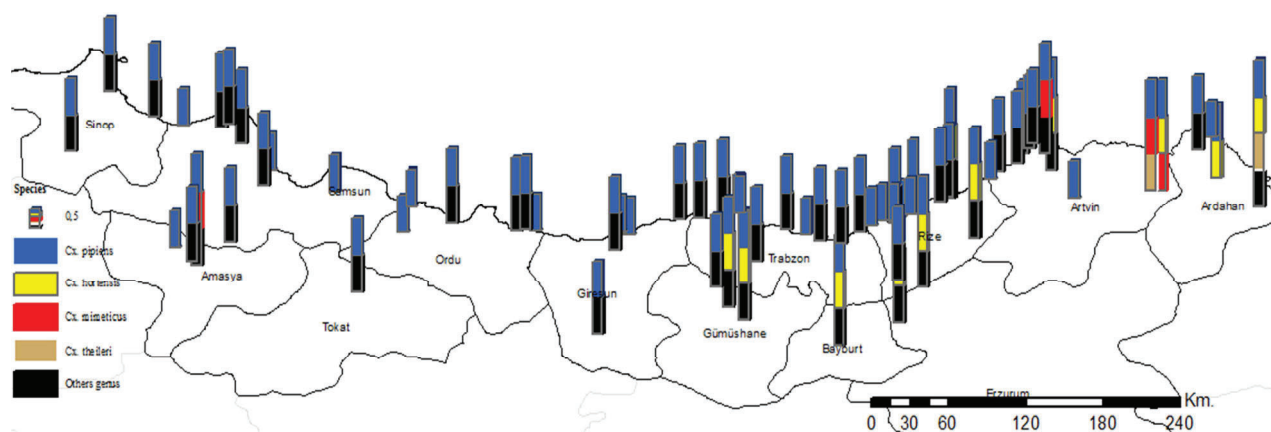 Sinop
Samsun
Amasya
Tokat
Ordu
Giresun
Gümüshane
Trabzon
Bayburt
Rize
Artvin
Ardahan
Erzurum
Species
0,5
Cx. pipiens
Cx. hortensis
Cx. mimeticus
Cx. theileri
Others genus
Km.
0 30 60 120 180 240